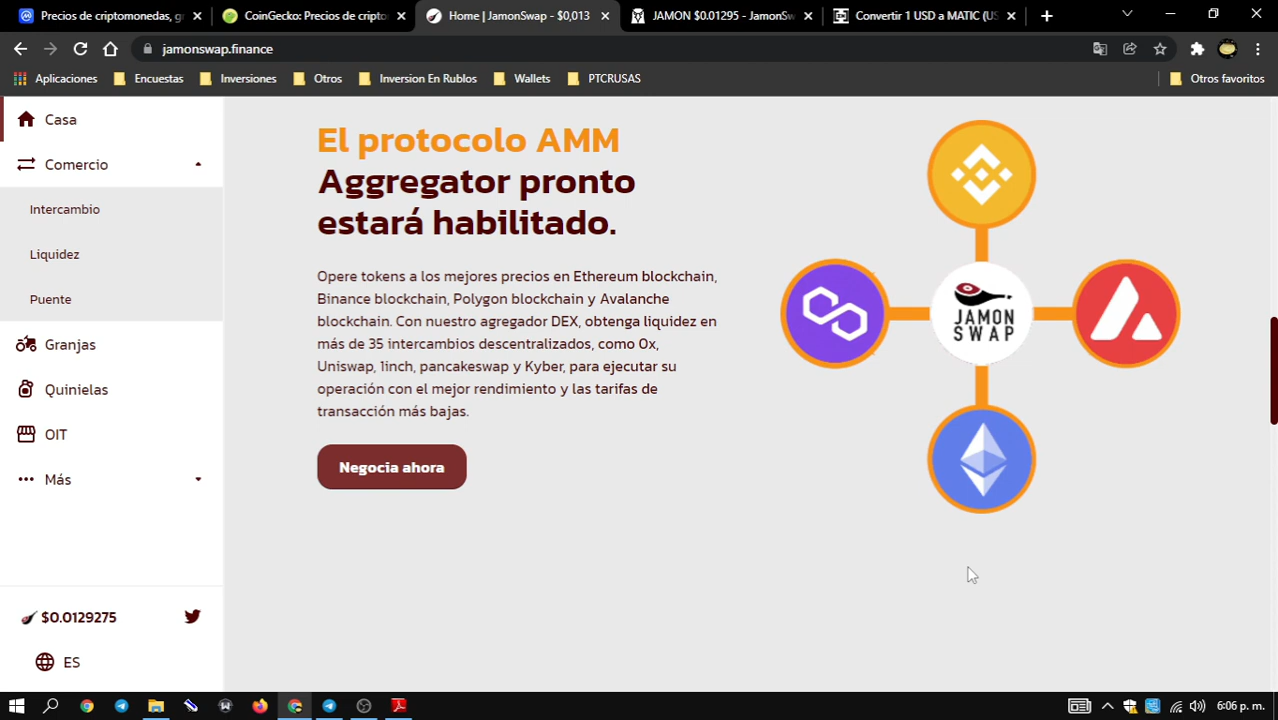 Precios de criptomonedas, gr
CoinGecko: Precios de cripto
Home | JamonSwap - $0,013
JAMON $0.01295 - JamonSw
Convertir 1 USD a MATIC (US
jamonswap.finance
Aplicaciones
Encuestas
Inversiones
Otros
Inversion En Rublos
Wallets
PTCRUSAS
Otros favoritos
Casa
Comercio
Intercambio
Liquidez
Puente
Granjas
Quinielas
OIT
Más
$0.0129275
ES
El protocolo AMM
Aggregator pronto
estará habilitado.
Opere tokens a los mejores precios en Ethereum blockchain,
Binance blockchain, Polygon blockchain y Avalanche
blockchain. Con nuestro agregador DEX, obtenga liquidez en
más de 35 intercambios descentralizados, como 0x,
Uniswap, 1inch, pancakeswap y Kyber, para ejecutar su
operación con el mejor rendimiento y las tarifas de
transacción más bajas.
Negocia ahora
JAMON
SWAP
6:06 p. m.